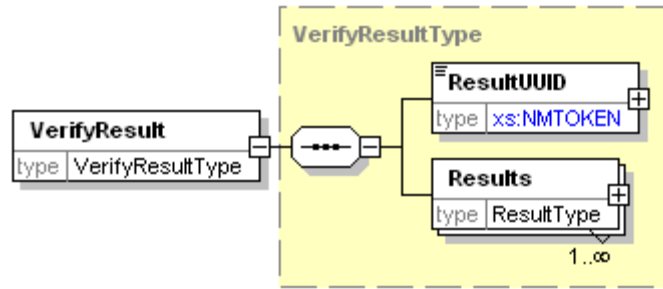 VerifyResultType
ResultUUID
type xs:NMTOKEN
VerifyResult
type VerifyResultType
Results
type ResultType
1..∞